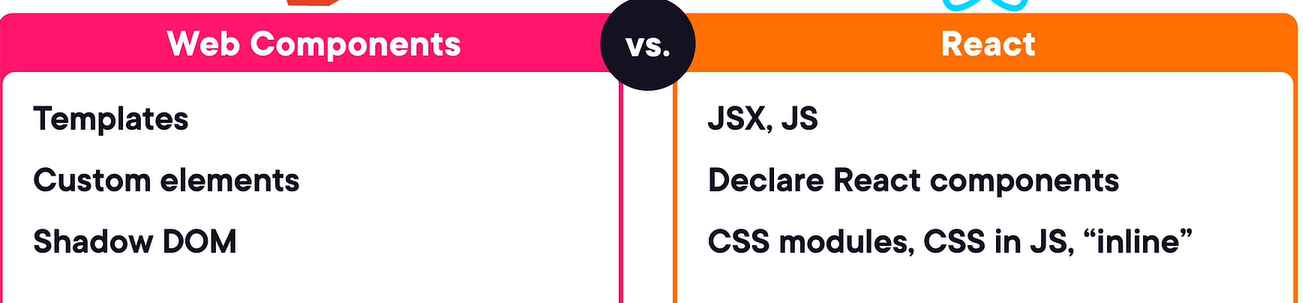 Web Components
vs.
React
Templates
Custom elements
Shadow DOM
JSX, JS
Declare React components
CSS modules, CSS in JS, “inline”